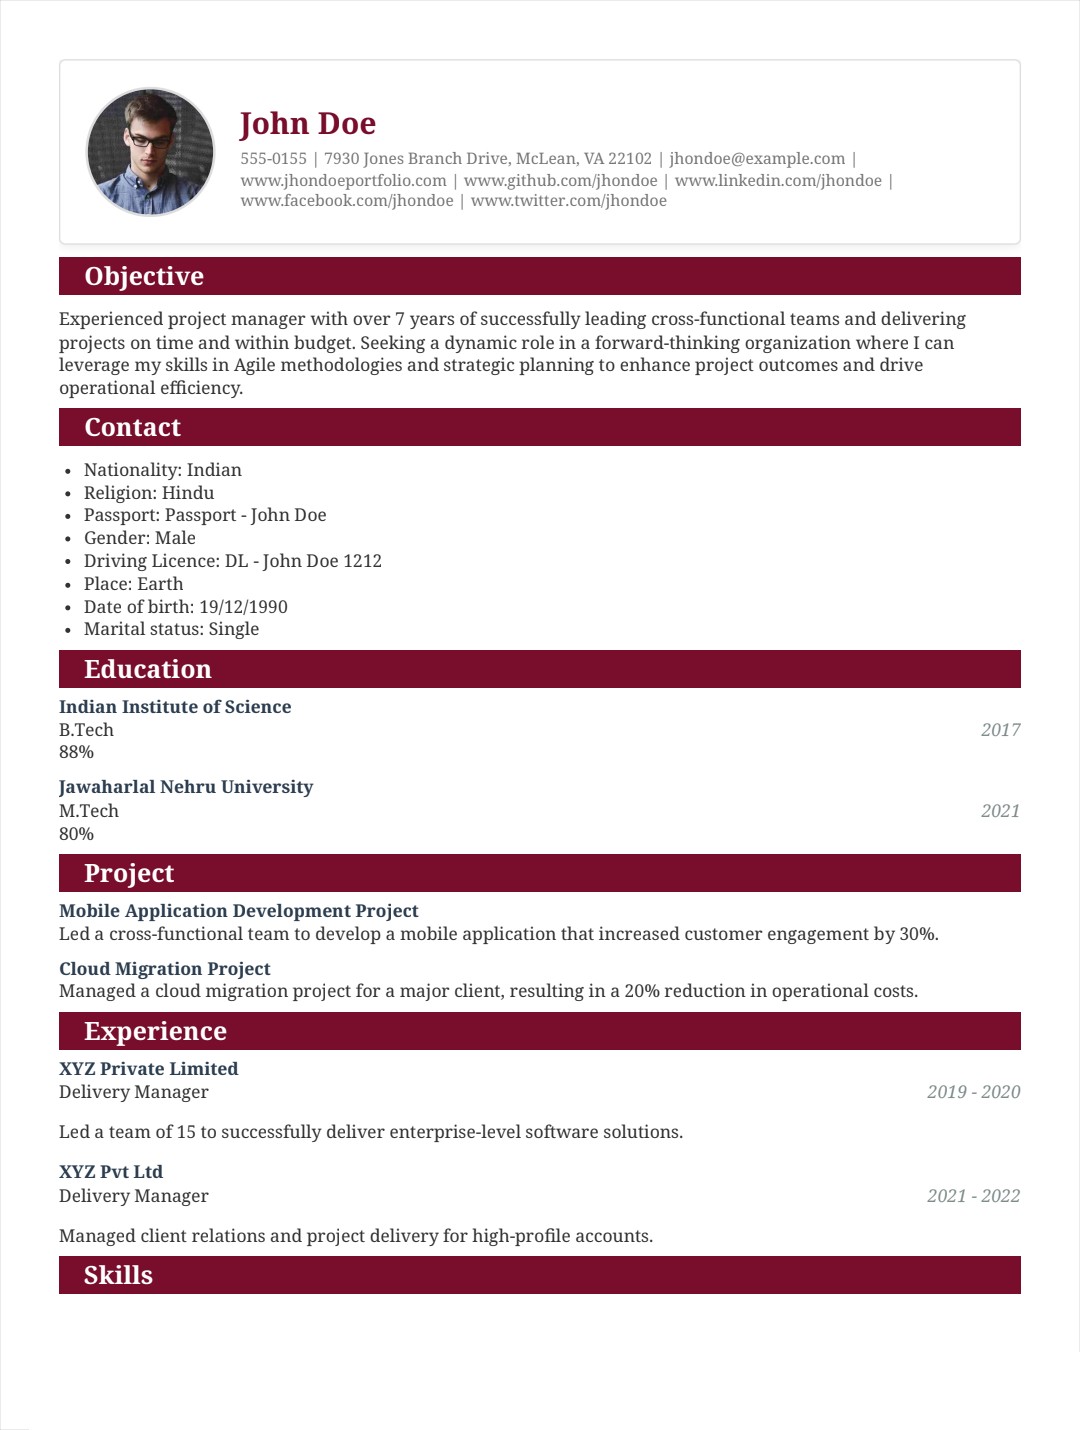 John Doe
555-0155 | 7930 Jones Branch Drive, McLean, VA 22102 | jhondoe@example.com |
www.jhondoeportfolio.com | www.github.com/jhondoe | www.linkedin.com/jhondoe |
www.facebook.com/jhondoe | www.twitter.com/jhondoe
Objective
Experienced project manager with over 7 years of successfully leading cross-functional teams and delivering
projects on time and within budget. Seeking a dynamic role in a forward-thinking organization where I can
leverage my skills in Agile methodologies and strategic planning to enhance project outcomes and drive
operational efficiency.
Contact
• Nationality: Indian
• Religion: Hindu
• Passport: Passport - John Doe
• Gender: Male
• Driving Licence: DL - John Doe 1212
• Place: Earth
• Date of birth: 19/12/1990
• Marital status: Single
Education
Indian Institute of Science
B.Tech 2017
88%
Jawaharlal Nehru University
M.Tech 2021
80%
Project
Mobile Application Development Project
Led a cross-functional team to develop a mobile application that increased customer engagement by 30%.
Cloud Migration Project
Managed a cloud migration project for a major client, resulting in a 20% reduction in operational costs.
Experience
XYZ Private Limited
Delivery Manager 2019 - 2020
Led a team of 15 to successfully deliver enterprise-level software solutions.
XYZ Pvt Ltd
Delivery Manager 2021 - 2022
Managed client relations and project delivery for high-profile accounts.
Skills